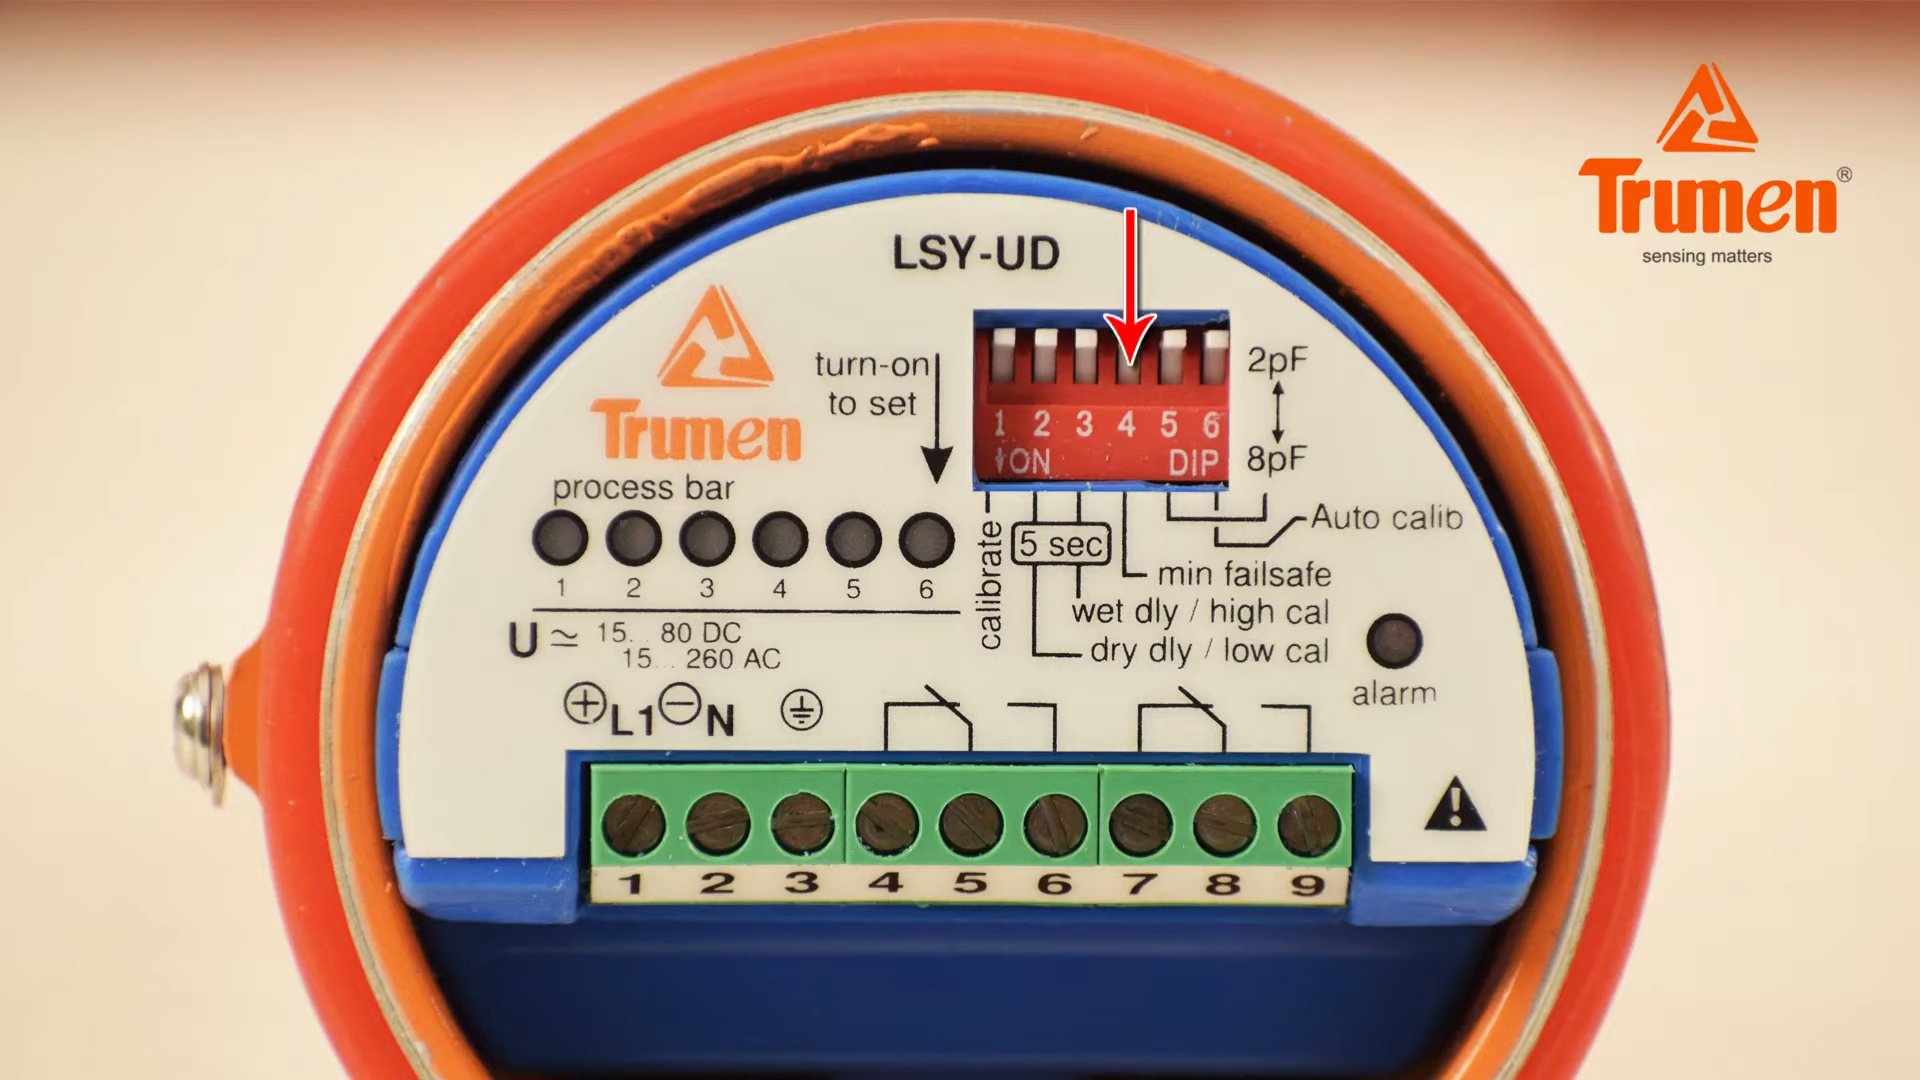 Trumen®
sensing matters
LSY-UD
turn-on
to set
Trumen
1 2 3 4 5 6
↓ON DIP
2pF
8pF
process bar
1 2 3 4 5 6
calibrate
5 sec
Auto calib
min failsafe
wet dly / high cal
dry dly / low cal
alarm
U ≃ 15... 80 DC
15... 260 AC
L1 N
1 2 3 4 5 6 7 8 9